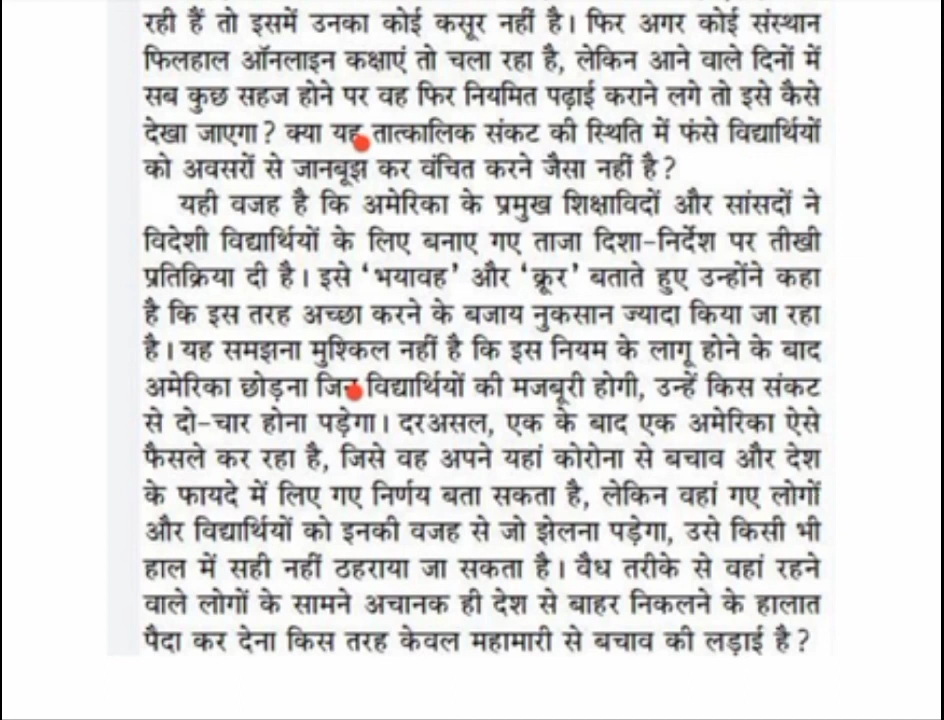 रही हैं तो इसमें उनका कोई कसूर नहीं है। फिर अगर कोई संस्थान
फिलहाल ऑनलाइन कक्षाएं तो चला रहा है, लेकिन आने वाले दिनों में
सब कुछ सहज होने पर वह फिर नियमित पढ़ाई कराने लगे तो इसे कैसे
देखा जाएगा? क्या यह तात्कालिक संकट की स्थिति में फंसे विद्यार्थियों
को अवसरों से जानबूझ कर वंचित करने जैसा नहीं है?
यही वजह है कि अमेरिका के प्रमुख शिक्षाविदों और सांसदों ने
विदेशी विद्यार्थियों के लिए बनाए गए ताजा दिशा-निर्देश पर तीखी
प्रतिक्रिया दी है। इसे ‘भयावह’ और ‘क्रूर’ बताते हुए उन्होंने कहा
है कि इस तरह अच्छा करने के बजाय नुकसान ज्यादा किया जा रहा
है। यह समझना मुश्किल नहीं है कि इस नियम के लागू होने के बाद
अमेरिका छोड़ना जिन विद्यार्थियों की मजबूरी होगी, उन्हें किस संकट
से दो-चार होना पड़ेगा। दरअसल, एक के बाद एक अमेरिका ऐसे
फैसले कर रहा है, जिसे वह अपने यहां कोरोना से बचाव और देश
के फायदे में लिए गए निर्णय बता सकता है, लेकिन वहां गए लोगों
और विद्यार्थियों को इनकी वजह से जो झेलना पड़ेगा, उसे किसी भी
हाल में सही नहीं ठहराया जा सकता है। वैध तरीके से वहां रहने
वाले लोगों के सामने अचानक ही देश से बाहर निकलने के हालात
पैदा कर देना किस तरह केवल महामारी से बचाव की लड़ाई है?